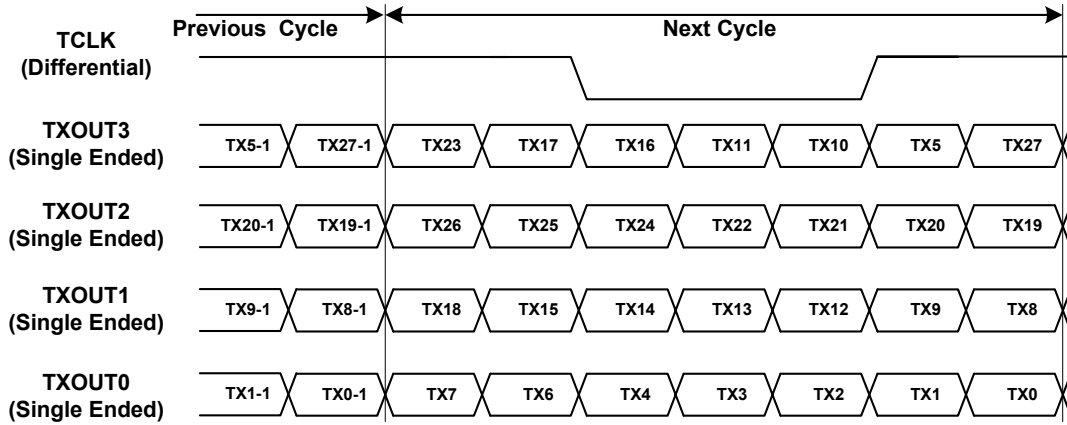 Previous Cycle
Next Cycle
TCLK
(Differential)
TXOUT3
(Single Ended)
TX5-1 TX27-1 TX23 TX17 TX16 TX11 TX10 TX5 TX27
TXOUT2
(Single Ended)
TX20-1 TX19-1 TX26 TX25 TX24 TX22 TX21 TX20 TX19
TXOUT1
(Single Ended)
TX9-1 TX8-1 TX18 TX15 TX14 TX13 TX12 TX9 TX8
TXOUT0
(Single Ended)
TX1-1 TX0-1 TX7 TX6 TX4 TX3 TX2 TX1 TX0